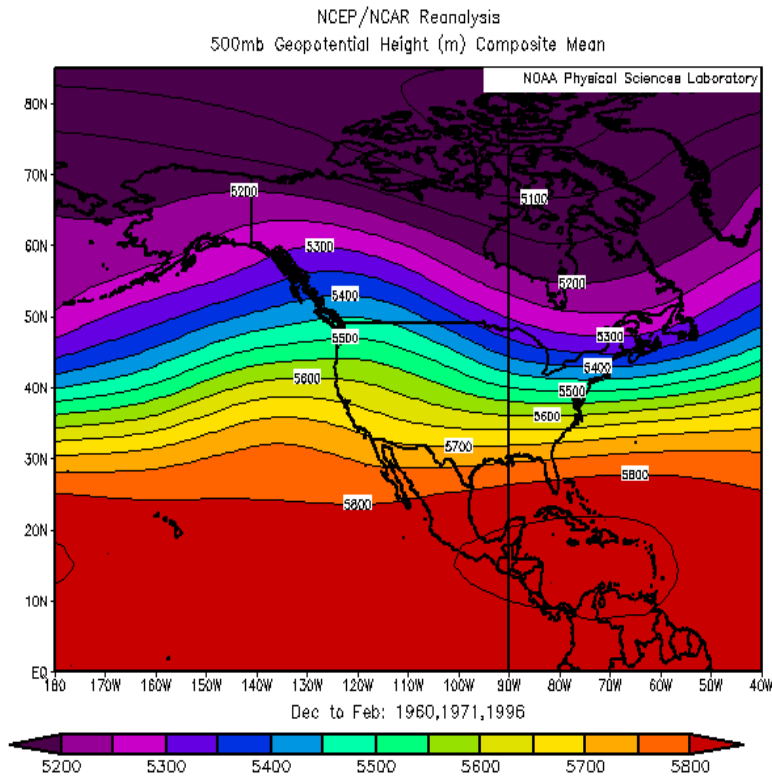 NCEP/NCAR Reanalysis
500mb Geopotential Height (m) Composite Mean
NOAA Physical Sciences Laboratory
80N
70N
5200
5100
60N
5300
5200
5400
50N
5500
5300
5400
40N
5600
5500
5600
5700
30N
5800
5800
20N
10N
EQ
180 170W 160W 150W 140W 130W 120W 110W 100W 90W 80W 70W 60W 50W 40W
Dec to Feb: 1960,1971,1996
5200 5300 5400 5500 5600 5700 5800